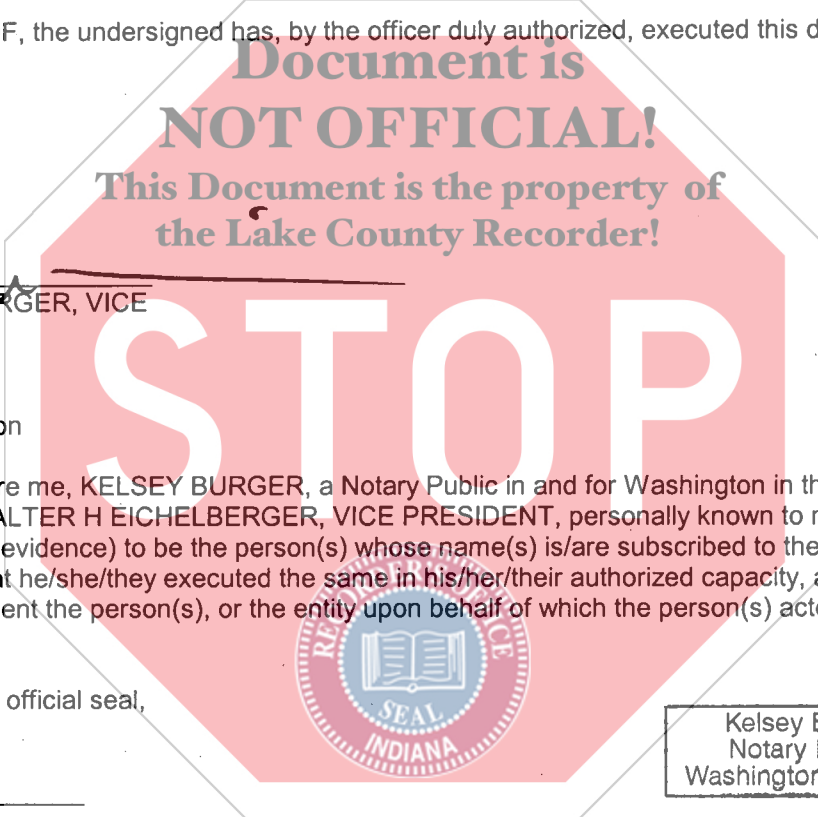 F, the undersigned has, by the officer duly authorized, executed this d
Document is
NOT OFFICIAL!
This Document is the property of
the Lake County Recorder!
RGER, VICE
STOP
on
re me, KELSEY BURGER, a Notary Public in and for Washington in th
ALTER H EICHELBERGER, VICE PRESIDENT, personally known to
evidence) to be the person(s) whose name(s) is/are subscribed to the
t he/she/they executed the same in his/her/their authorized capacity, a
ent the person(s), or the entity upon behalf of which the person(s) acte
official seal,
SEAL
INDIANA
Kelsey
Notary
Washington